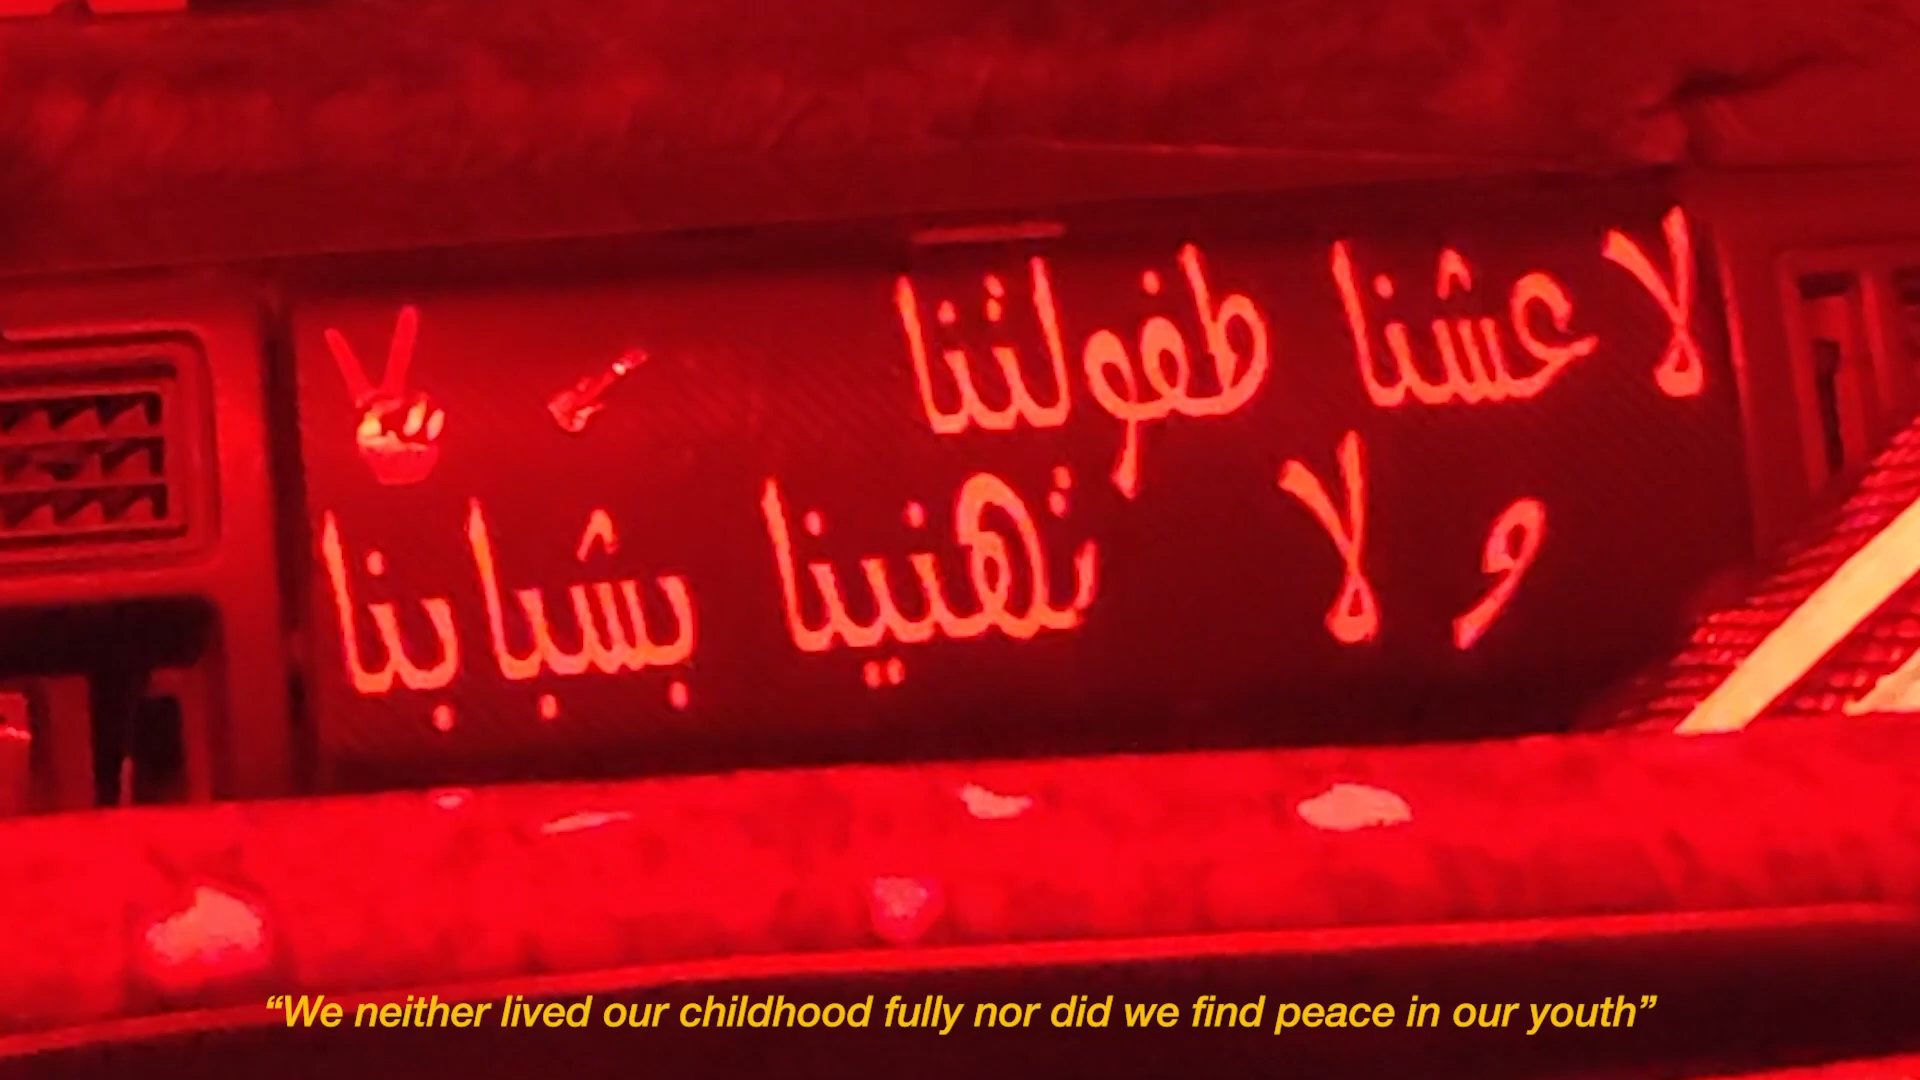 لا عشنا طفولتنا
و لا تهنينا بشبابنا
“We neither lived our childhood fully nor did we find peace in our youth”